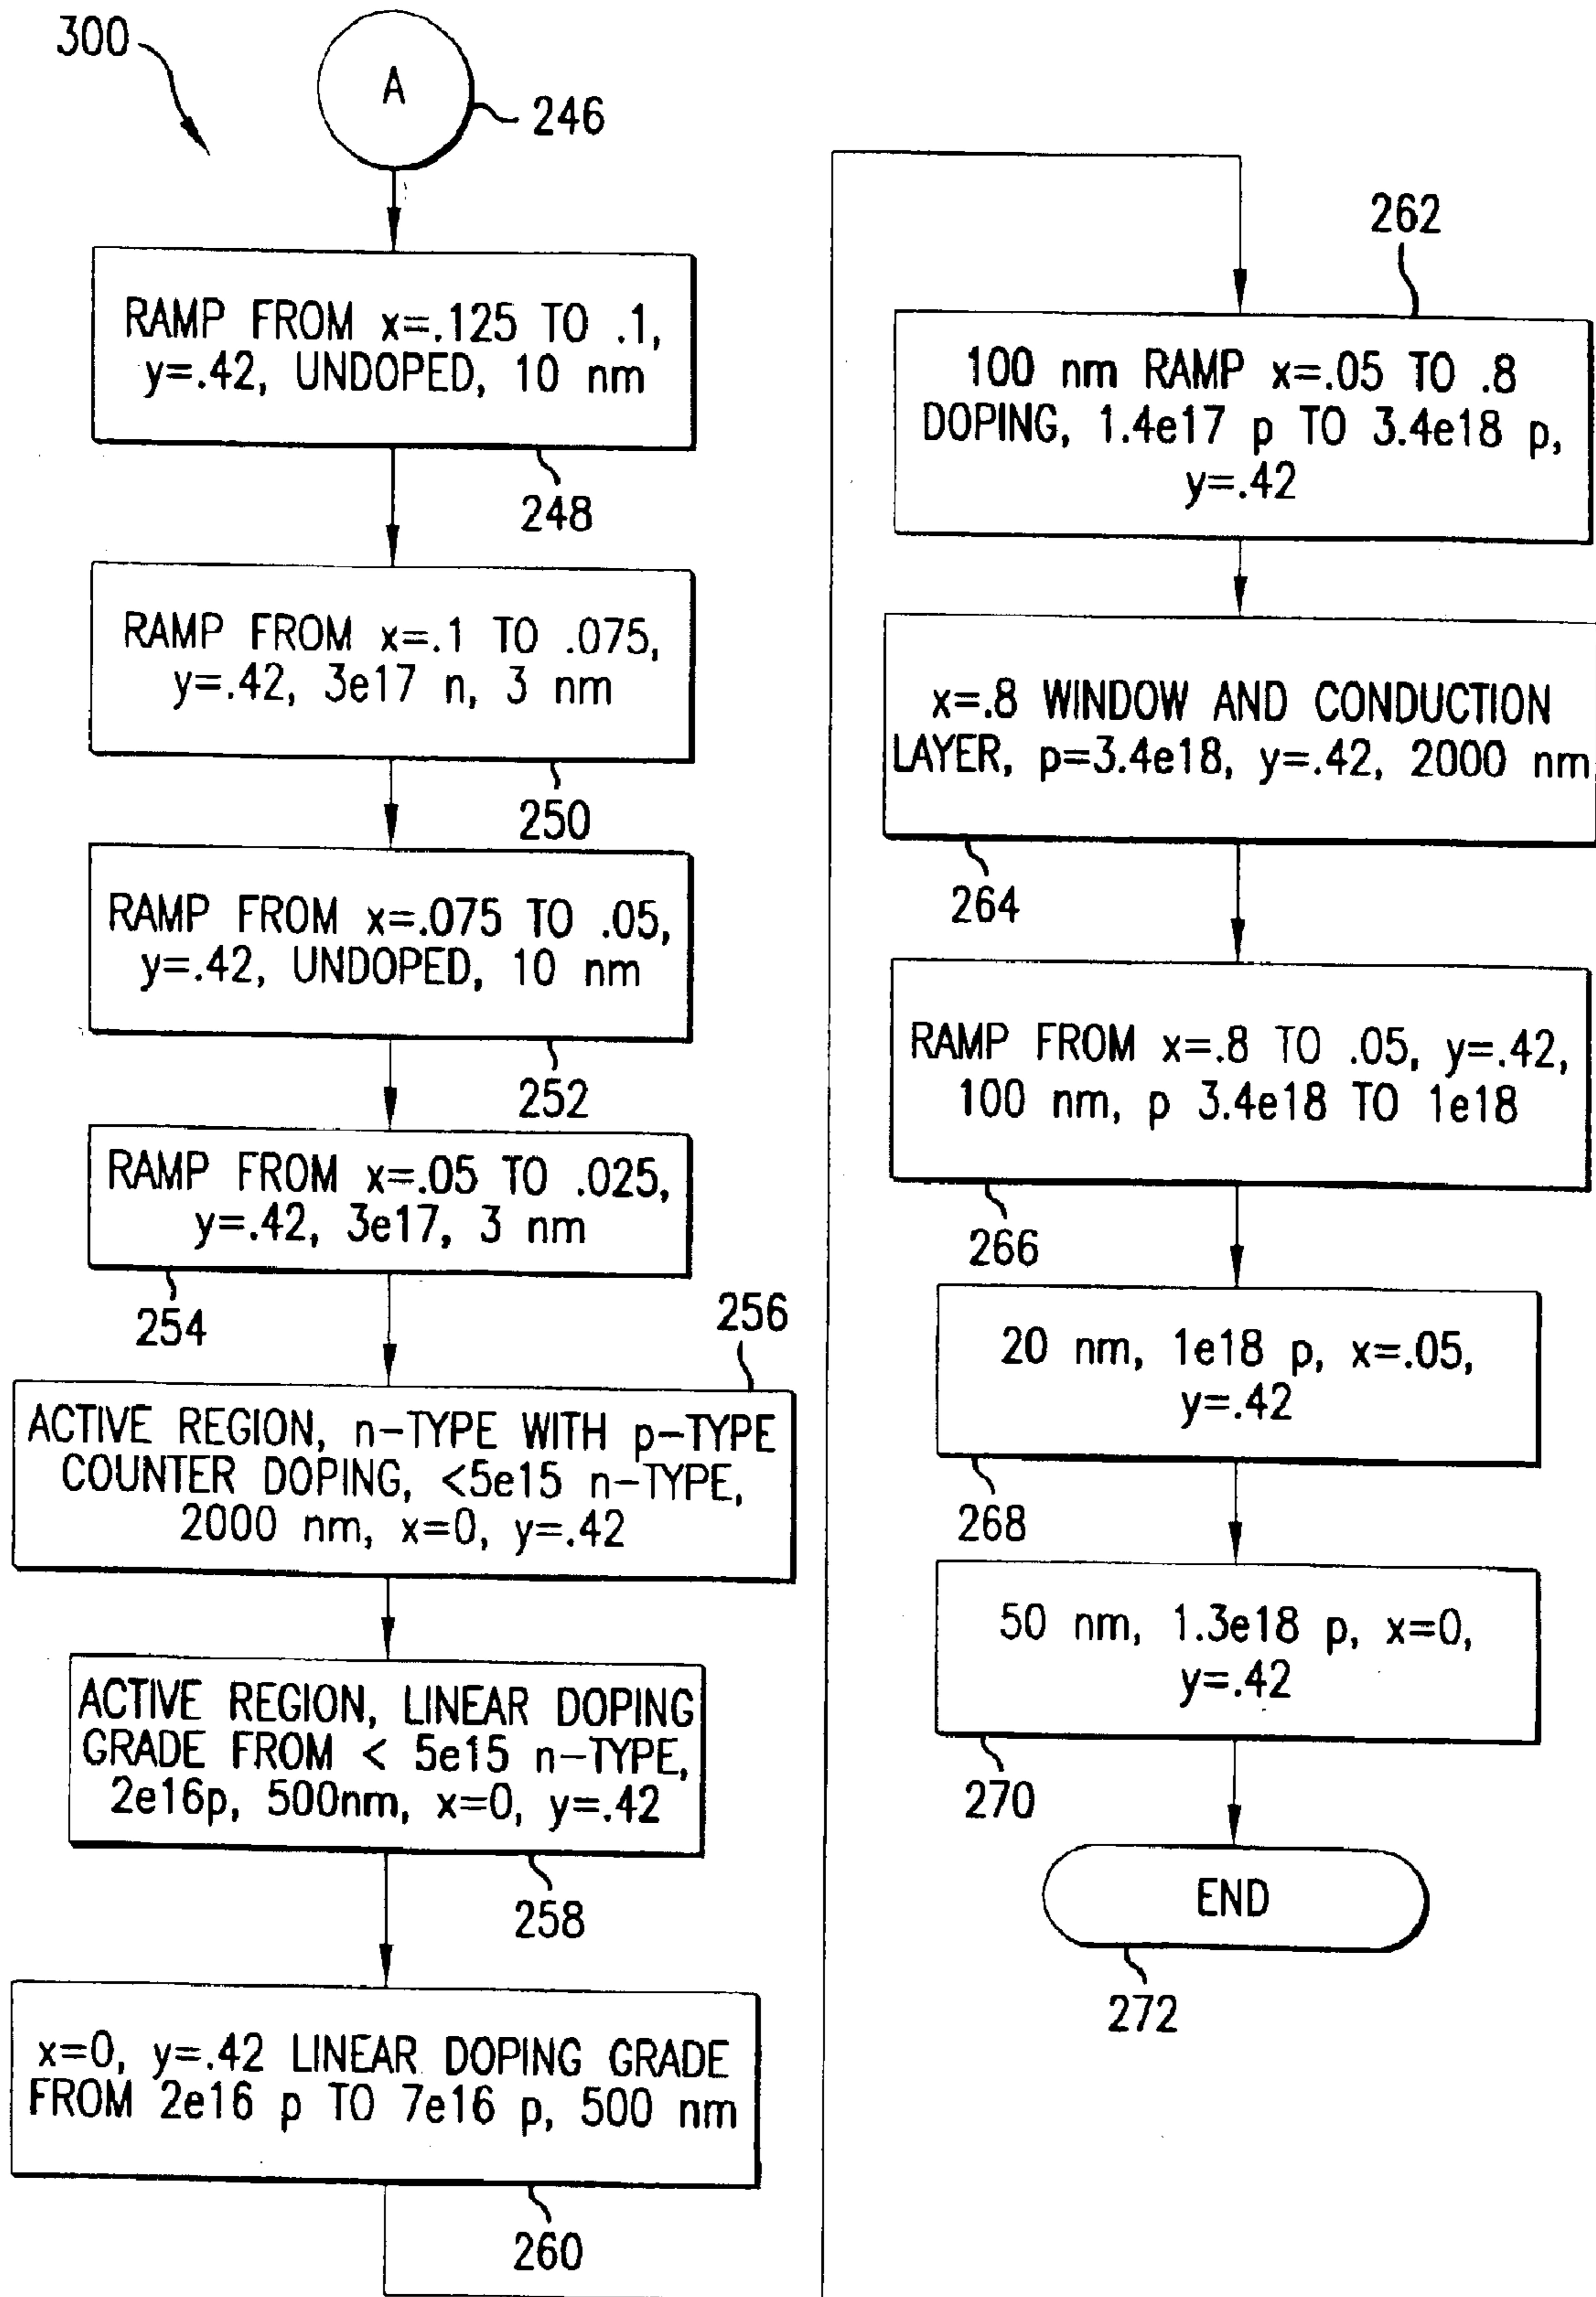 300
A
246
RAMP FROM x=.125 TO .1,
y=.42, UNDOPED, 10 nm
248
RAMP FROM x=.1 TO .075,
y=.42, 3e17 n, 3 nm
250
RAMP FROM x=.075 TO .05,
y=.42, UNDOPED, 10 nm
252
RAMP FROM x=.05 TO .025,
y=.42, 3e17, 3 nm
254
256
ACTIVE REGION, n-TYPE WITH p-TYPE
COUNTER DOPING, <5e15 n-TYPE,
2000 nm, x=0, y=.42
ACTIVE REGION, LINEAR DOPING
GRADE FROM < 5e15 n-TYPE,
2e16p, 500nm, x=0, y=.42
258
x=0, y=.42 LINEAR DOPING GRADE
FROM 2e16 p TO 7e16 p, 500 nm
260
262
100 nm RAMP x=.05 TO .8
DOPING, 1.4e17 p TO 3.4e18 p,
y=.42
x=.8 WINDOW AND CONDUCTION
LAYER, p=3.4e18, y=.42, 2000 nm
264
RAMP FROM x=.8 TO .05, y=.42,
100 nm, p 3.4e18 TO 1e18
266
20 nm, 1e18 p, x=.05,
y=.42
268
50 nm, 1.3e18 p, x=0,
y=.42
270
END
272